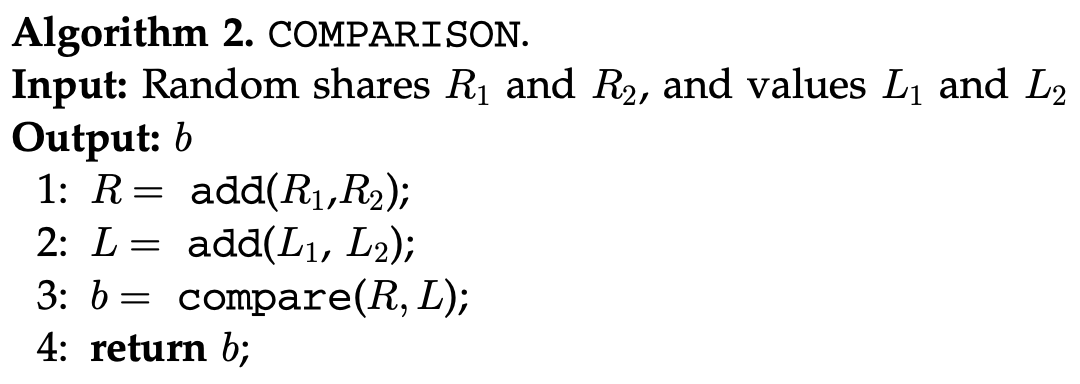 Algorithm 2. COMPARISON.
Input: Random shares R₁ and R₂, and values L₁ and L₂
Output: b
1: R = add(R₁,R₂);
2: L = add(L₁, L₂);
3: b = compare(R, L);
4: return b;